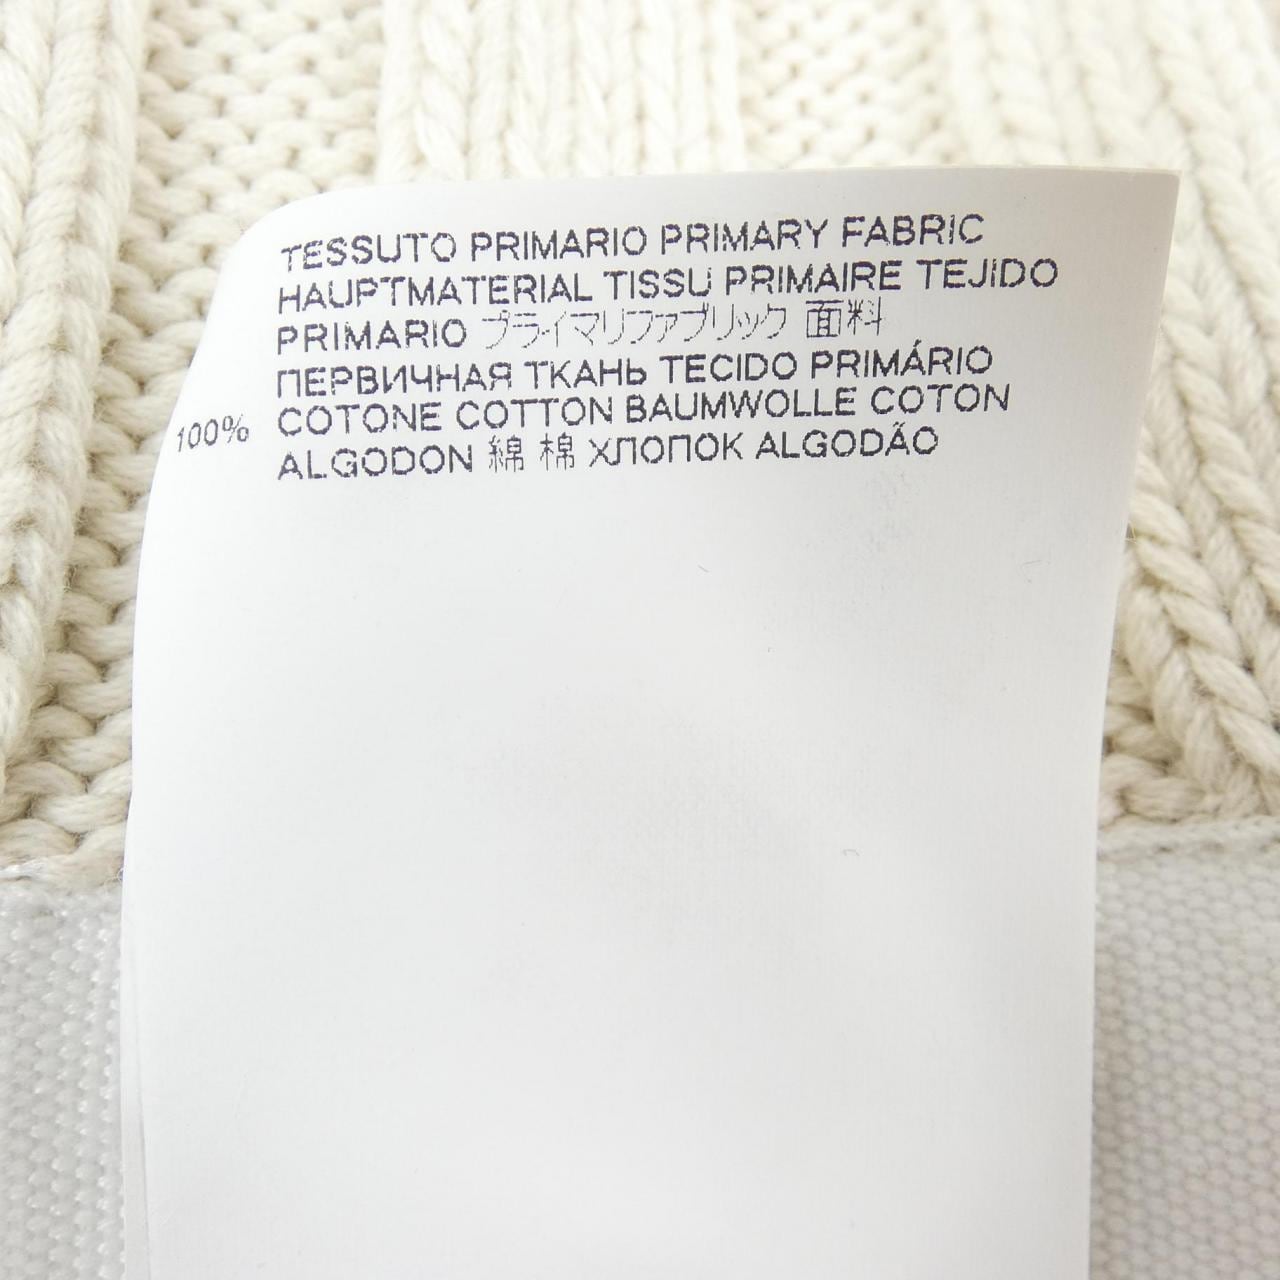 TESSUTO PRIMARIO PRIMARY FABRIC
HAUPTMATERIAL TISSU PRIMAIRE TEJIDO
PRIMARIO プライマリファブリック 面料
ПЕРВИЧНАЯ ТКАНЬ TECIDO PRIMÁRIO
100% COTONE COTTON BAUMWOLLE COTON
ALGODON 綿 棉 ХЛОПОК ALGODÃO